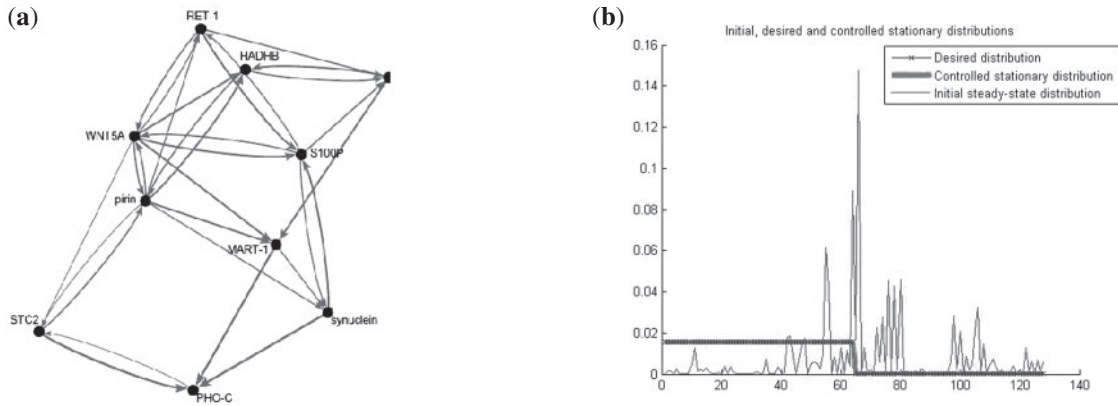 (a)
RET-1
HADHB
WNT5A
S100P
pirin
MART-1
STC2
synuclein
PHO-C
(b)
Initial, desired and controlled stationary distributions
Desired distribution
Controlled stationary distribution
Initial steady-state distribution
0.16
0.14
0.12
0.1
0.08
0.06
0.04
0.02
0
0 20 40 60 80 100 120 140